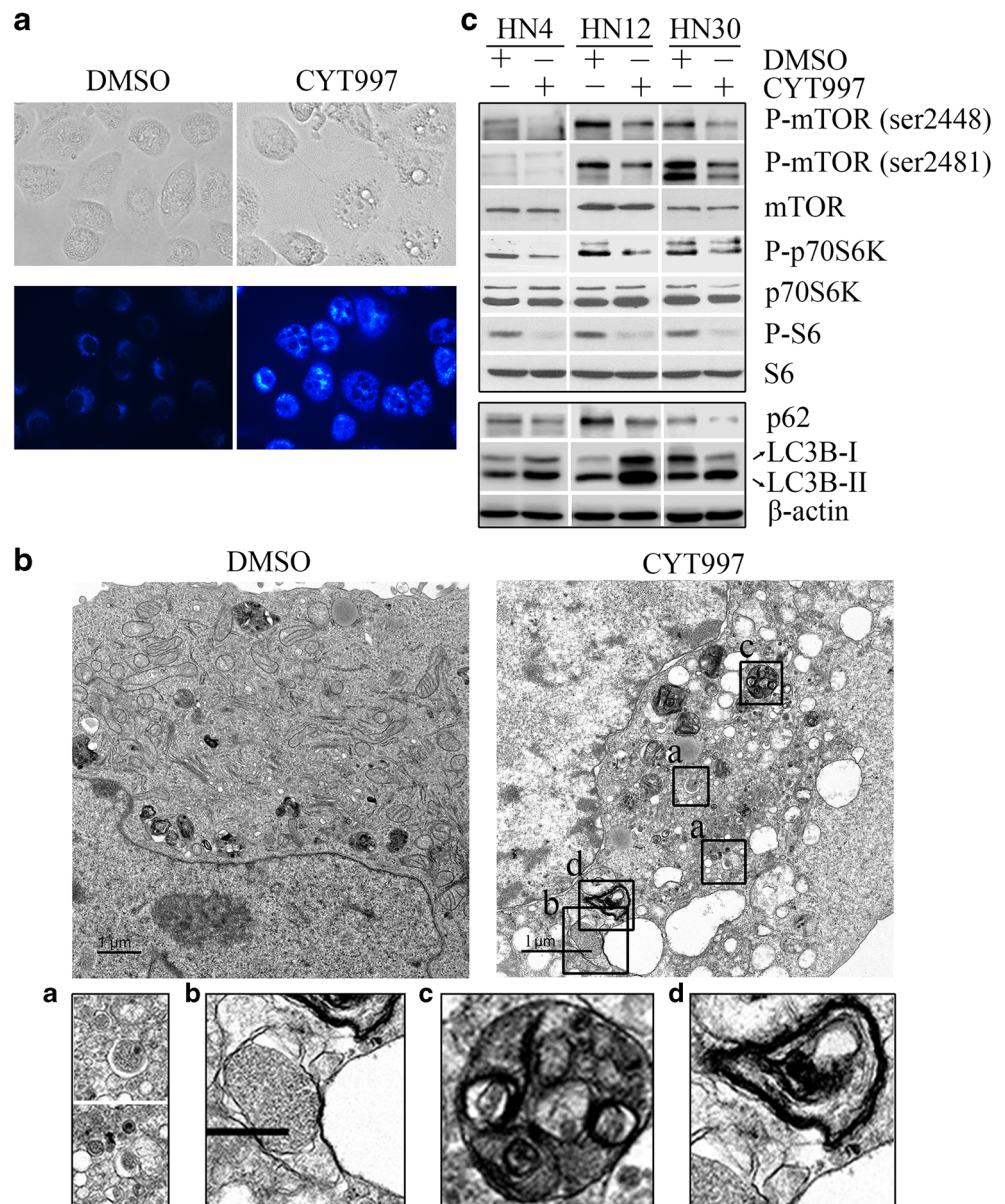 a
DMSO CYT997
c
HN4 HN12 HN30
+ − + − + − DMSO
− + − + − + CYT997
P-mTOR (ser2448)
P-mTOR (ser2481)
mTOR
P-p70S6K
p70S6K
P-S6
S6
p62
LC3B-I
LC3B-II
β-actin
b
DMSO CYT997
c
a
a
d
b
1 µm
1 µm
a b c d